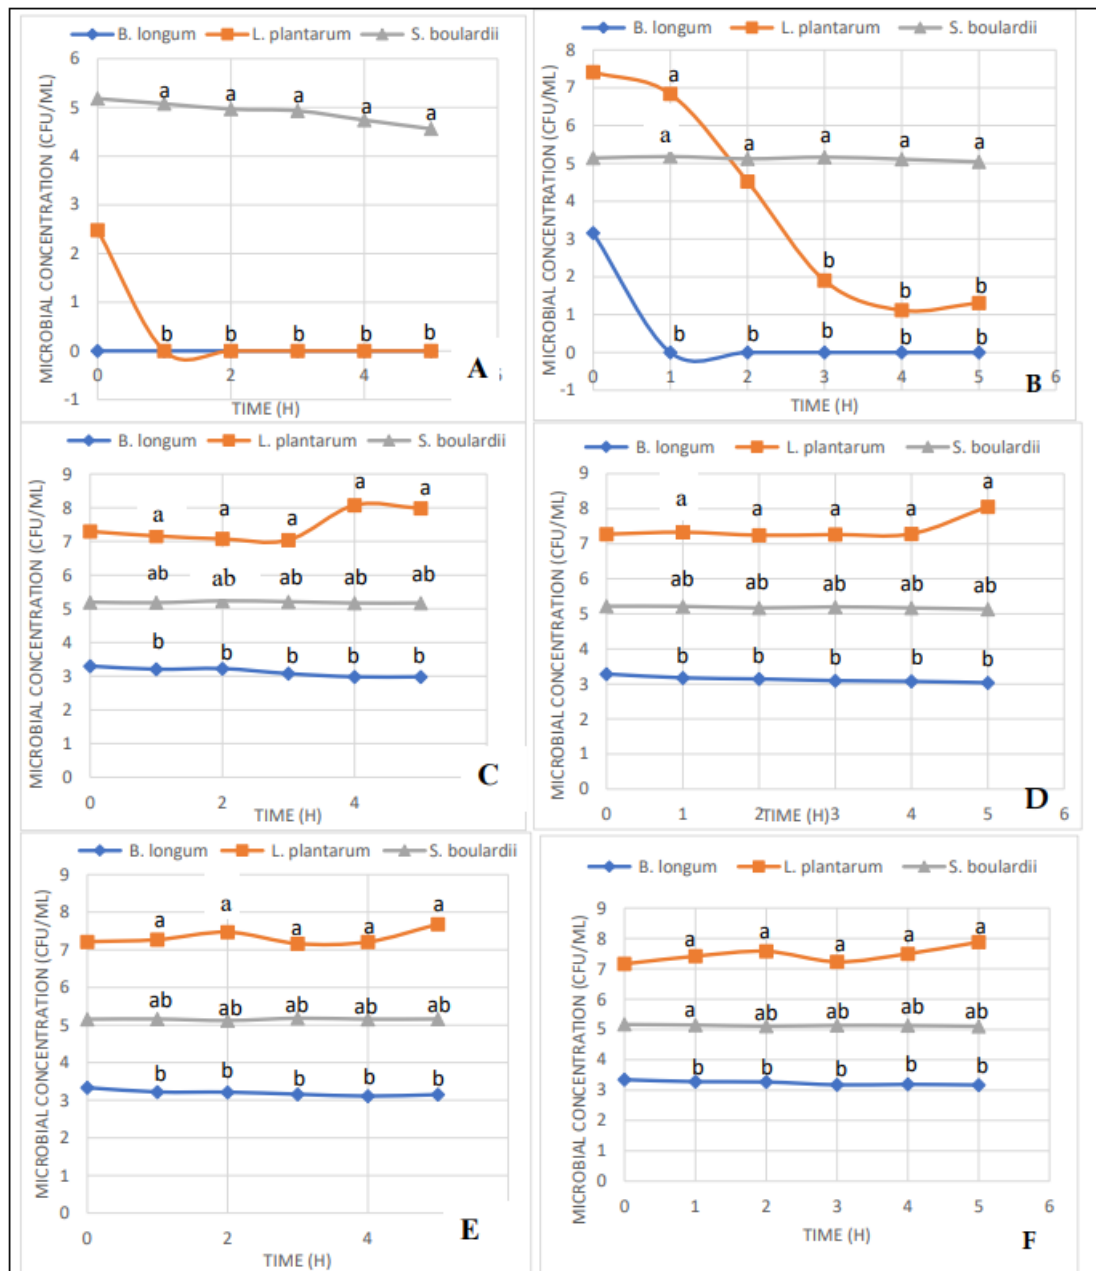 B. longum L. plantarum S. boulardii
MICROBIAL CONCENTRATION (CFU/ML)
6
a a a a a
5
4
3
2
1
b b b b b
0
-1
0 2 4
TIME (H)
A
B. longum L. plantarum S. boulardii
MICROBIAL CONCENTRATION (CFU/ML)
8
a
7
6
a a a a a
5
4
3
b b b
2
1
b b b b b
0
-1
0 1 2 3 4 5 6
TIME (H)
B
B. longum L. plantarum S. boulardii
MICROBIAL CONCENTRATION (CFU/ML)
9
a a a a a
8
7
ab ab ab ab ab
6
5
4
b b b b b
3
2
1
0
0 2 4
TIME (H)
C
B. longum L. plantarum S. boulardii
MICROBIAL CONCENTRATION (CFU/ML)
9
a a a a a
8
7
6
ab ab ab ab ab
5
4
b b b b b
3
2
1
0
0 1 2 3 4 5 6
TIME (H)
D
B. longum L. plantarum S. boulardii
MICROBIAL CONCENTRATION (CFU/ML)
9
8
a a a a a
7
6
ab ab ab ab ab
5
4
b b b b b
3
2
1
0
0 2 4
TIME (H)
E
B. longum L. plantarum S. boulardii
MICROBIAL CONCENTRATION (CFU/ML)
9
8
a a a a a
7
6
a ab ab ab ab
5
4
b b b b b
3
2
1
0
0 1 2 3 4 5 6
TIME (H)
F